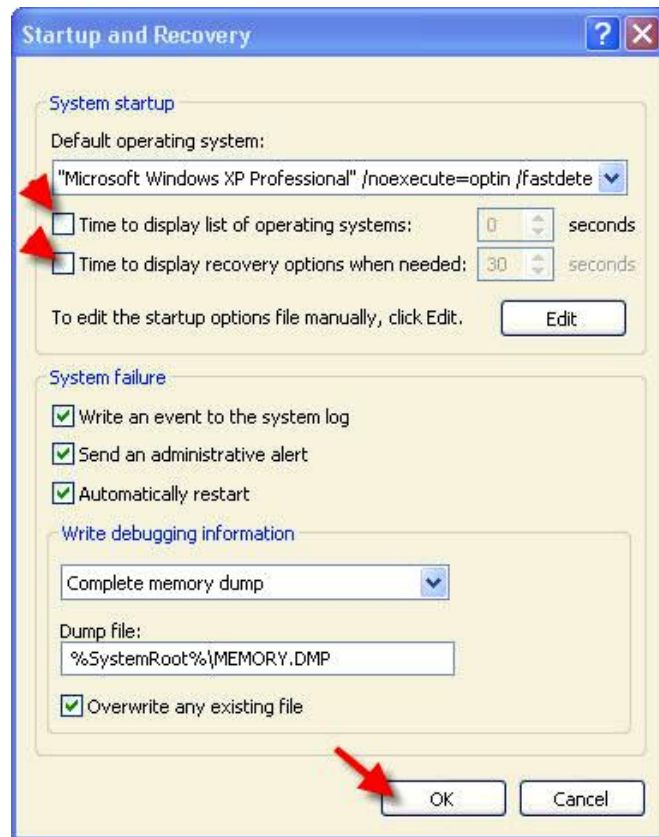 Startup and Recovery
System startup
Default operating system:
"Microsoft Windows XP Professional" /noexecute=optin /fastdete
Time to display list of operating systems: 0 seconds
Time to display recovery options when needed: 30 seconds
To edit the startup options file manually, click Edit. Edit
System failure
Write an event to the system log
Send an administrative alert
Automatically restart
Write debugging information
Complete memory dump
Dump file:
%SystemRoot%\MEMORY.DMP
Overwrite any existing file
OK Cancel